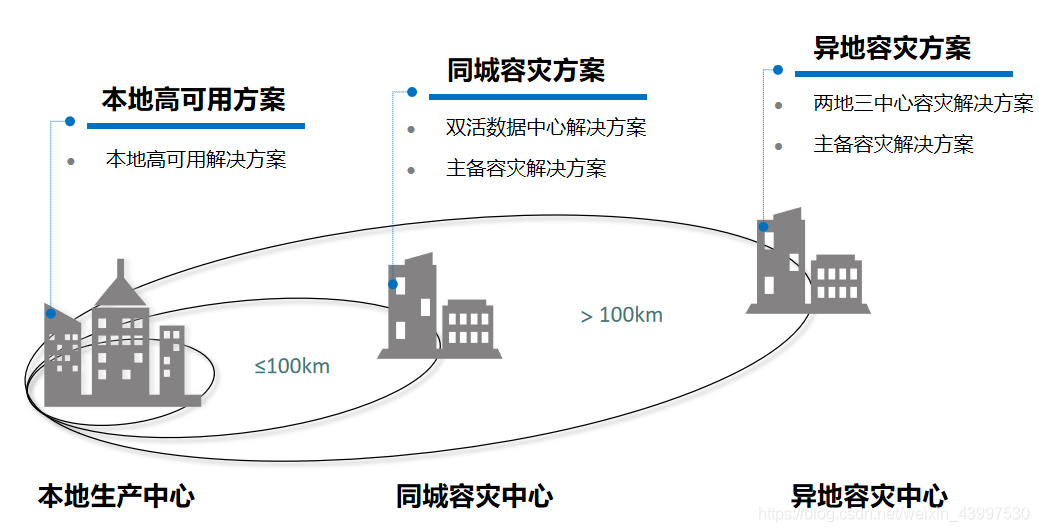 本地高可用方案
本地高可用解决方案
同城容灾方案
双活数据中心解决方案
主备容灾解决方案
异地容灾方案
两地三中心容灾解决方案
主备容灾解决方案
≤100km
> 100km
本地生产中心
同城容灾中心
异地容灾中心
https://blog.csdn.net/weixin_43997530